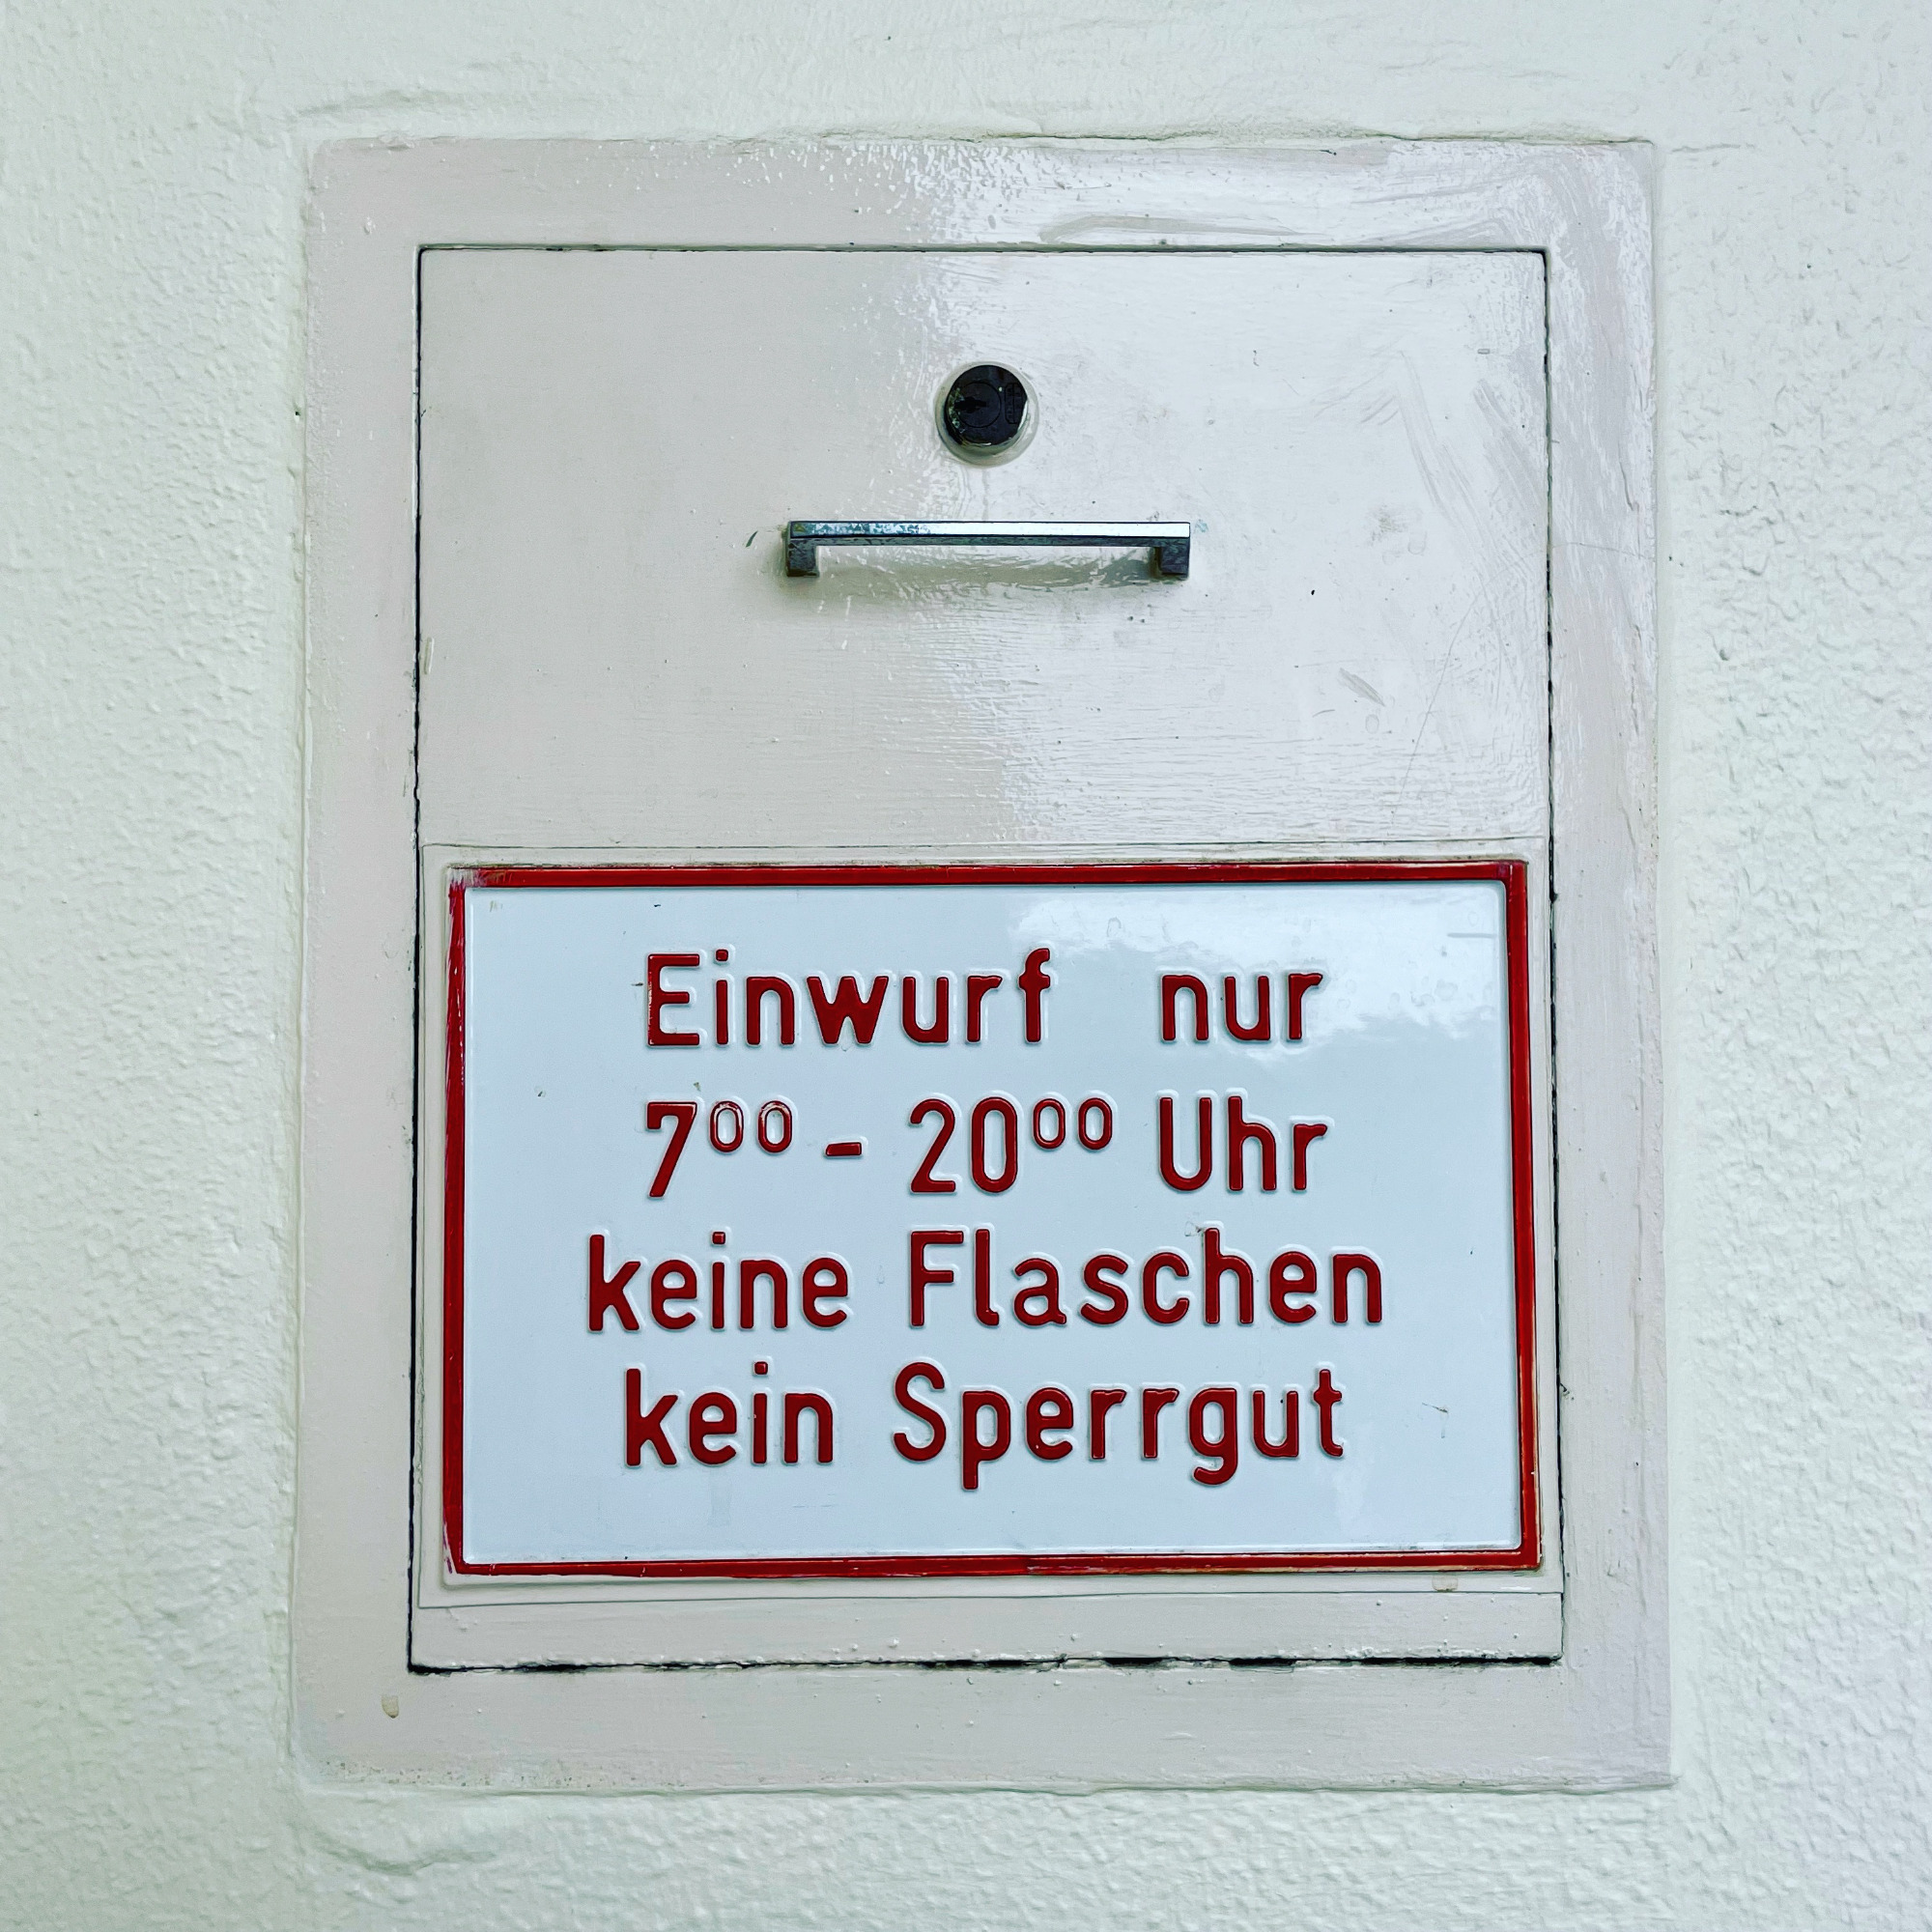 Einwurf nur
7⁰⁰ - 20⁰⁰ Uhr
keine Flaschen
kein Sperrgut